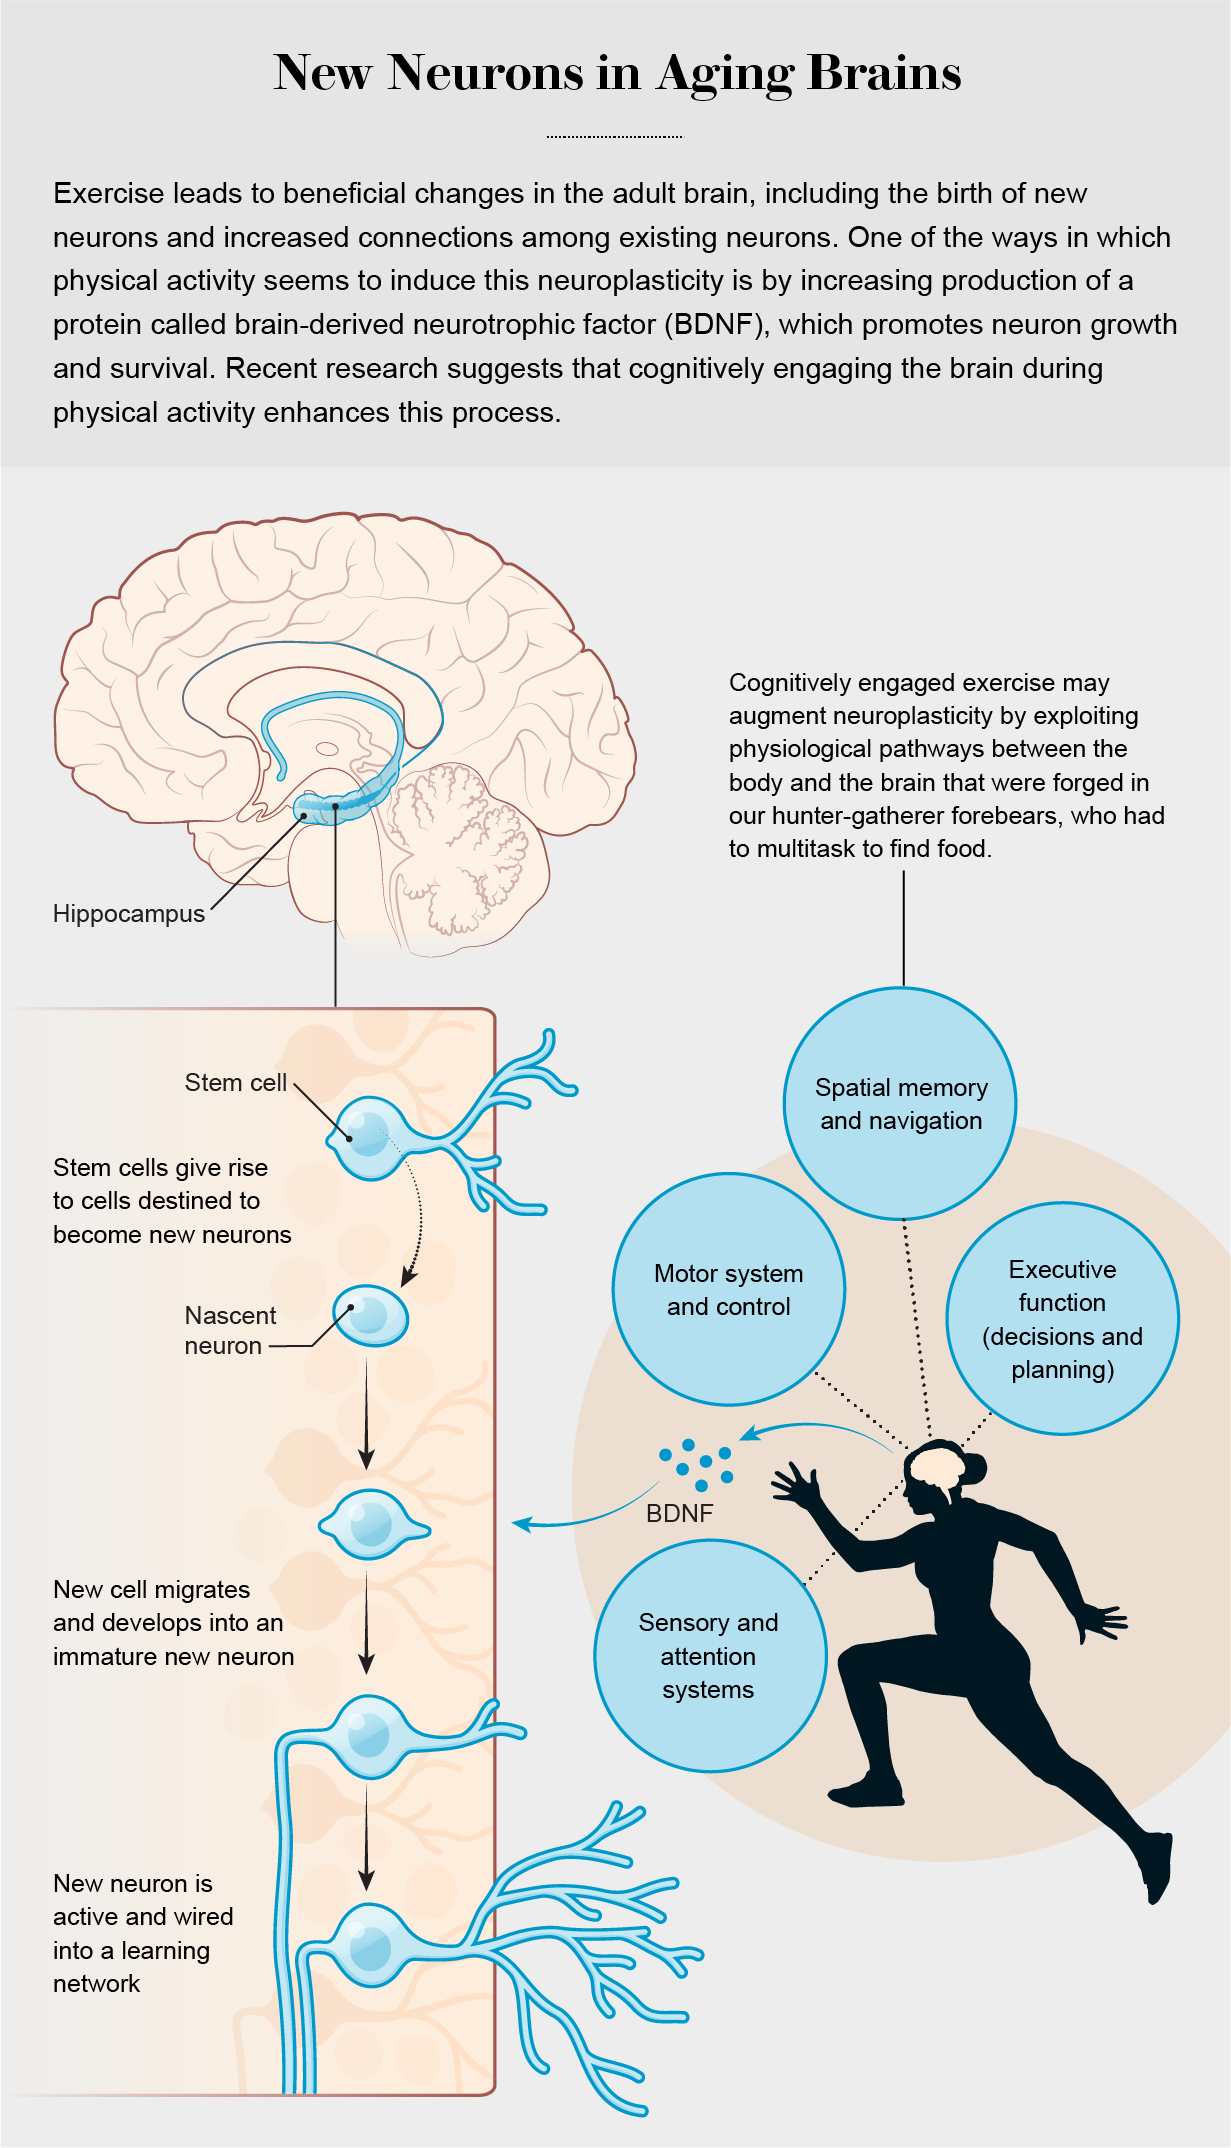 New Neurons in Aging Brains
Exercise leads to beneficial changes in the adult brain, including the birth of new
neurons and increased connections among existing neurons. One of the ways in which
physical activity seems to induce this neuroplasticity is by increasing production of a
protein called brain-derived neurotrophic factor (BDNF), which promotes neuron growth
and survival. Recent research suggests that cognitively engaging the brain during
physical activity enhances this process.
Cognitively engaged exercise may
augment neuroplasticity by exploiting
physiological pathways between the
body and the brain that were forged in
our hunter-gatherer forebears, who had
to multitask to find food.
Hippocampus
Stem cell
Stem cells give rise
to cells destined to
become new neurons
Nascent
neuron
New cell migrates
and develops into an
immature new neuron
New neuron is
active and wired
into a learning
network
Spatial memory
and navigation
Motor system
and control
Executive
function
(decisions and
planning)
BDNF
Sensory and
attention
systems